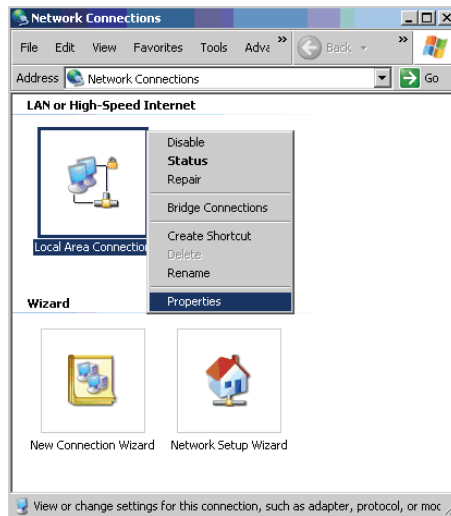 Network Connections
File Edit View Favorites Tools Adva » Back »
Address Network Connections Go
LAN or High-Speed Internet
Disable
Status
Repair
Bridge Connections
Create Shortcut
Delete
Rename
Properties
Local Area Connection
Wizard
New Connection Wizard Network Setup Wizard
View or change settings for this connection, such as adapter, protocol, or moc